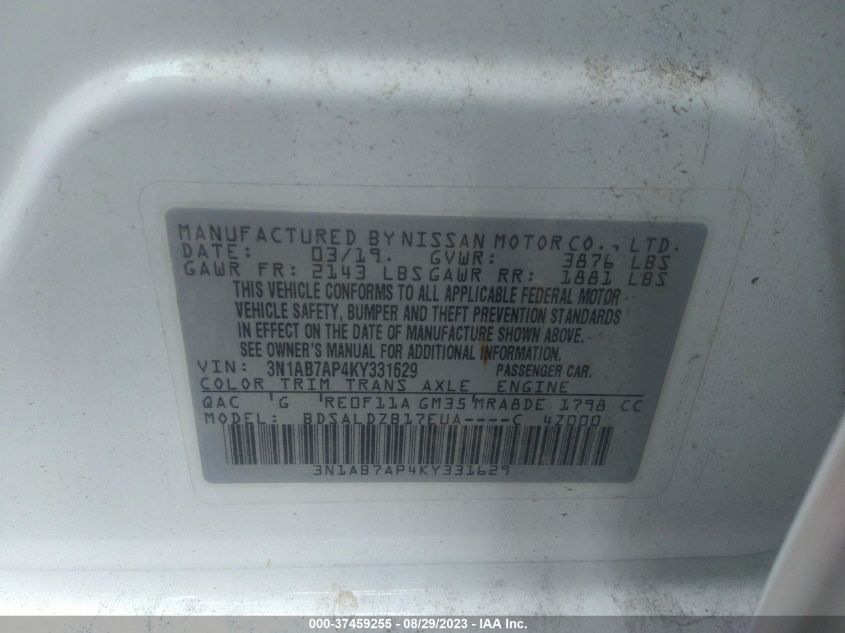 MANUFACTURED BY NISSAN MOTOR CO., LTD.
DATE: 03/19. GVWR: 3876 LBS
GAWR FR: 2143 LBS GAWR RR: 1881 LBS
THIS VEHICLE CONFORMS TO ALL APPLICABLE FEDERAL MOTOR
VEHICLE SAFETY, BUMPER AND THEFT PREVENTION STANDARDS
IN EFFECT ON THE DATE OF MANUFACTURE SHOWN ABOVE.
SEE OWNER'S MANUAL FOR ADDITIONAL INFORMATION.
VIN: 3N1AB7AP4KY331629 PASSENGER CAR.
COLOR TRIM TRANS AXLE ENGINE
QAC G RE0F11A GM35 MRA8DE 1798 CC
MODEL: BDSALDZB17EUA----C 4Z000
3N1AB7AP4KY331629
000-37459255 - 08/29/2023 - IAA Inc.